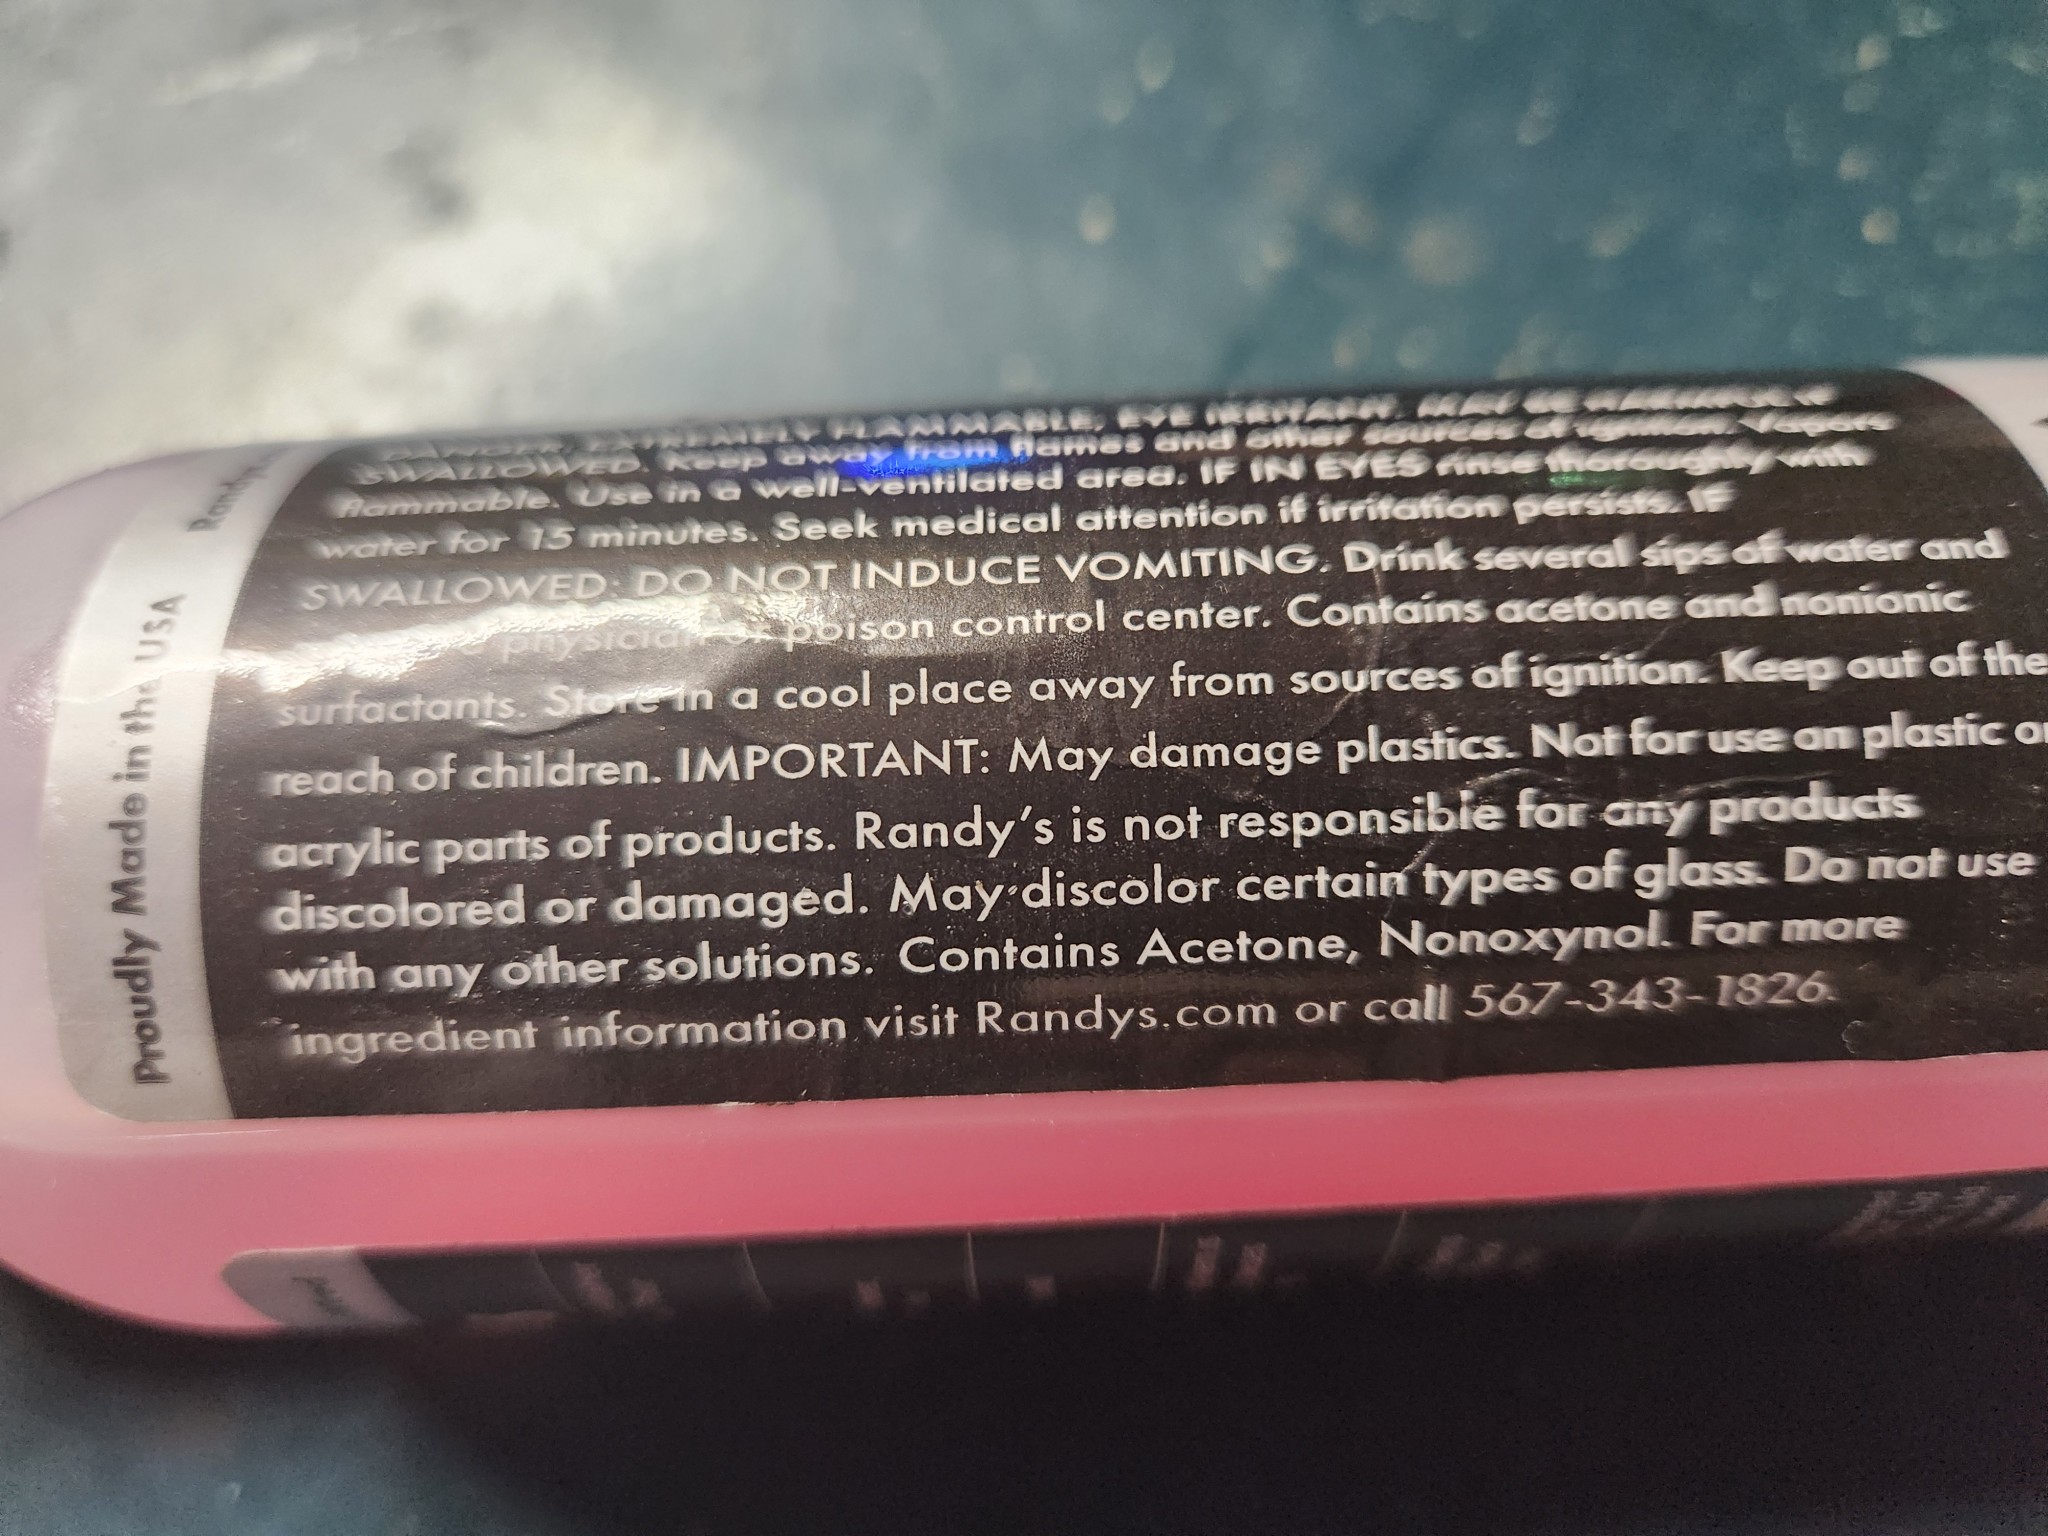 EXTREMELY FLAMMABLE, EYE IRRITANT. MAY BE HARMFUL IF
SWALLOWED. Keep away from flames and other sources of ignition. Vapors
flammable. Use in a well-ventilated area. IF IN EYES rinse thoroughly with
water for 15 minutes. Seek medical attention if irritation persists. IF
SWALLOWED: DO NOT INDUCE VOMITING. Drink several sips of water and
physician or poison control center. Contains acetone and nonionic
surfactants. Store in a cool place away from sources of ignition. Keep out of the
reach of children. IMPORTANT: May damage plastics. Not for use on plastic or
acrylic parts of products. Randy's is not responsible for any products
discolored or damaged. May discolor certain types of glass. Do not use
with any other solutions. Contains Acetone, Nonoxynol. For more
ingredient information visit Randys.com or call 567-343-1826.
Proudly Made in the USA